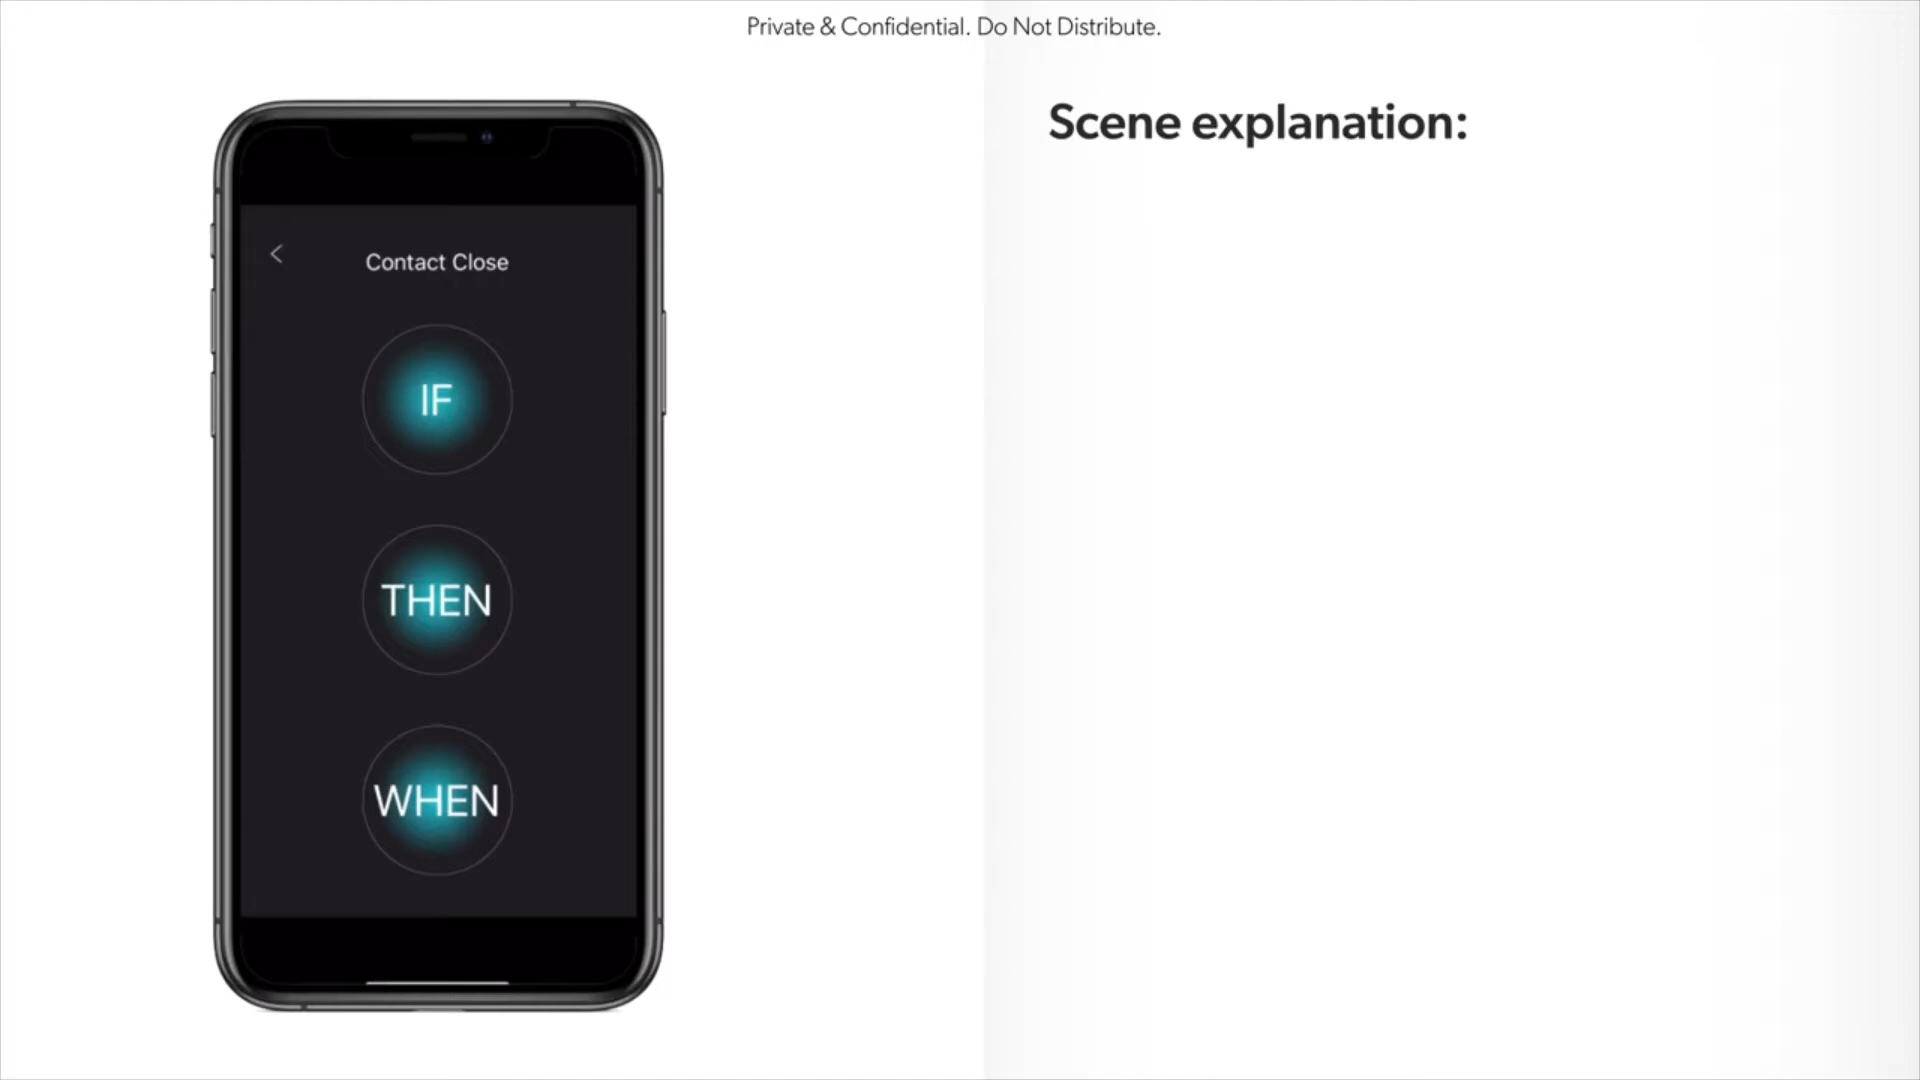 Private & Confidential. Do Not Distribute.
Contact Close
IF
THEN
WHEN
Scene explanation: